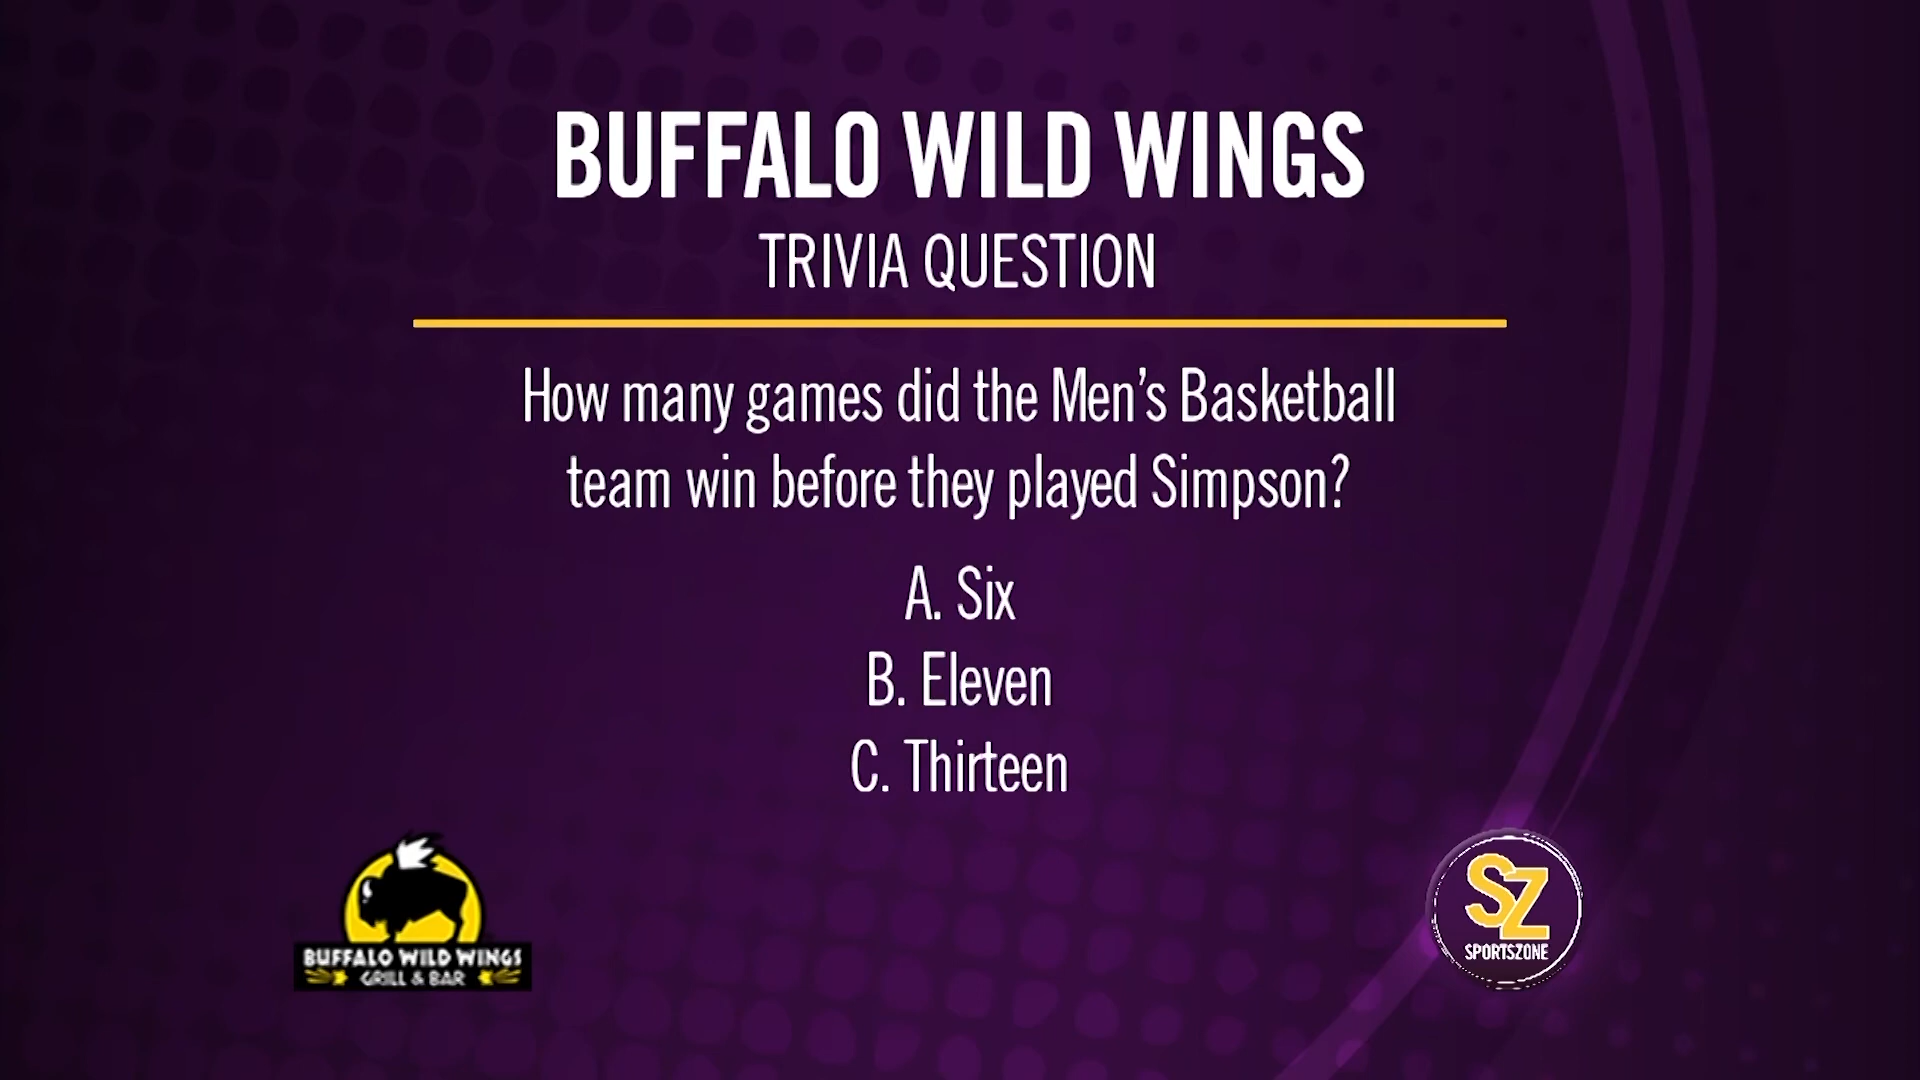 BUFFALO WILD WINGS
TRIVIA QUESTION
How many games did the Men’s Basketball
team win before they played Simpson?
A. Six
B. Eleven
C. Thirteen
BUFFALO WILD WINGS
GRILL & BAR
SZ
SPORTSZONE